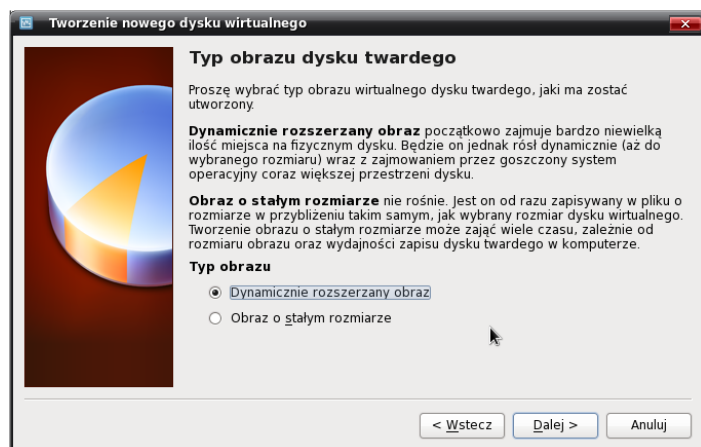 Tworzenie nowego dysku wirtualnego
Typ obrazu dysku twardego
Proszę wybrać typ obrazu wirtualnego dysku twardego, jaki ma zostać
utworzony.
Dynamicznie rozszerzany obraz początkowo zajmuje bardzo niewielką
ilość miejsca na fizycznym dysku. Będzie on jednak rósł dynamicznie (aż do
wybranego rozmiaru) wraz z zajmowaniem przez goszczony system
operacyjny coraz większej przestrzeni dysku.
Obraz o stałym rozmiarze nie rośnie. Jest on od razu zapisywany w pliku o
rozmiarze w przybliżeniu takim samym, jak wybrany rozmiar dysku wirtualnego.
Tworzenie obrazu o stałym rozmiarze może zająć wiele czasu, zależnie od
rozmiaru obrazu oraz wydajności zapisu dysku twardego w komputerze.
Typ obrazu
Dynamicznie rozszerzany obraz
Obraz o stałym rozmiarze
< Wstecz Dalej > Anuluj